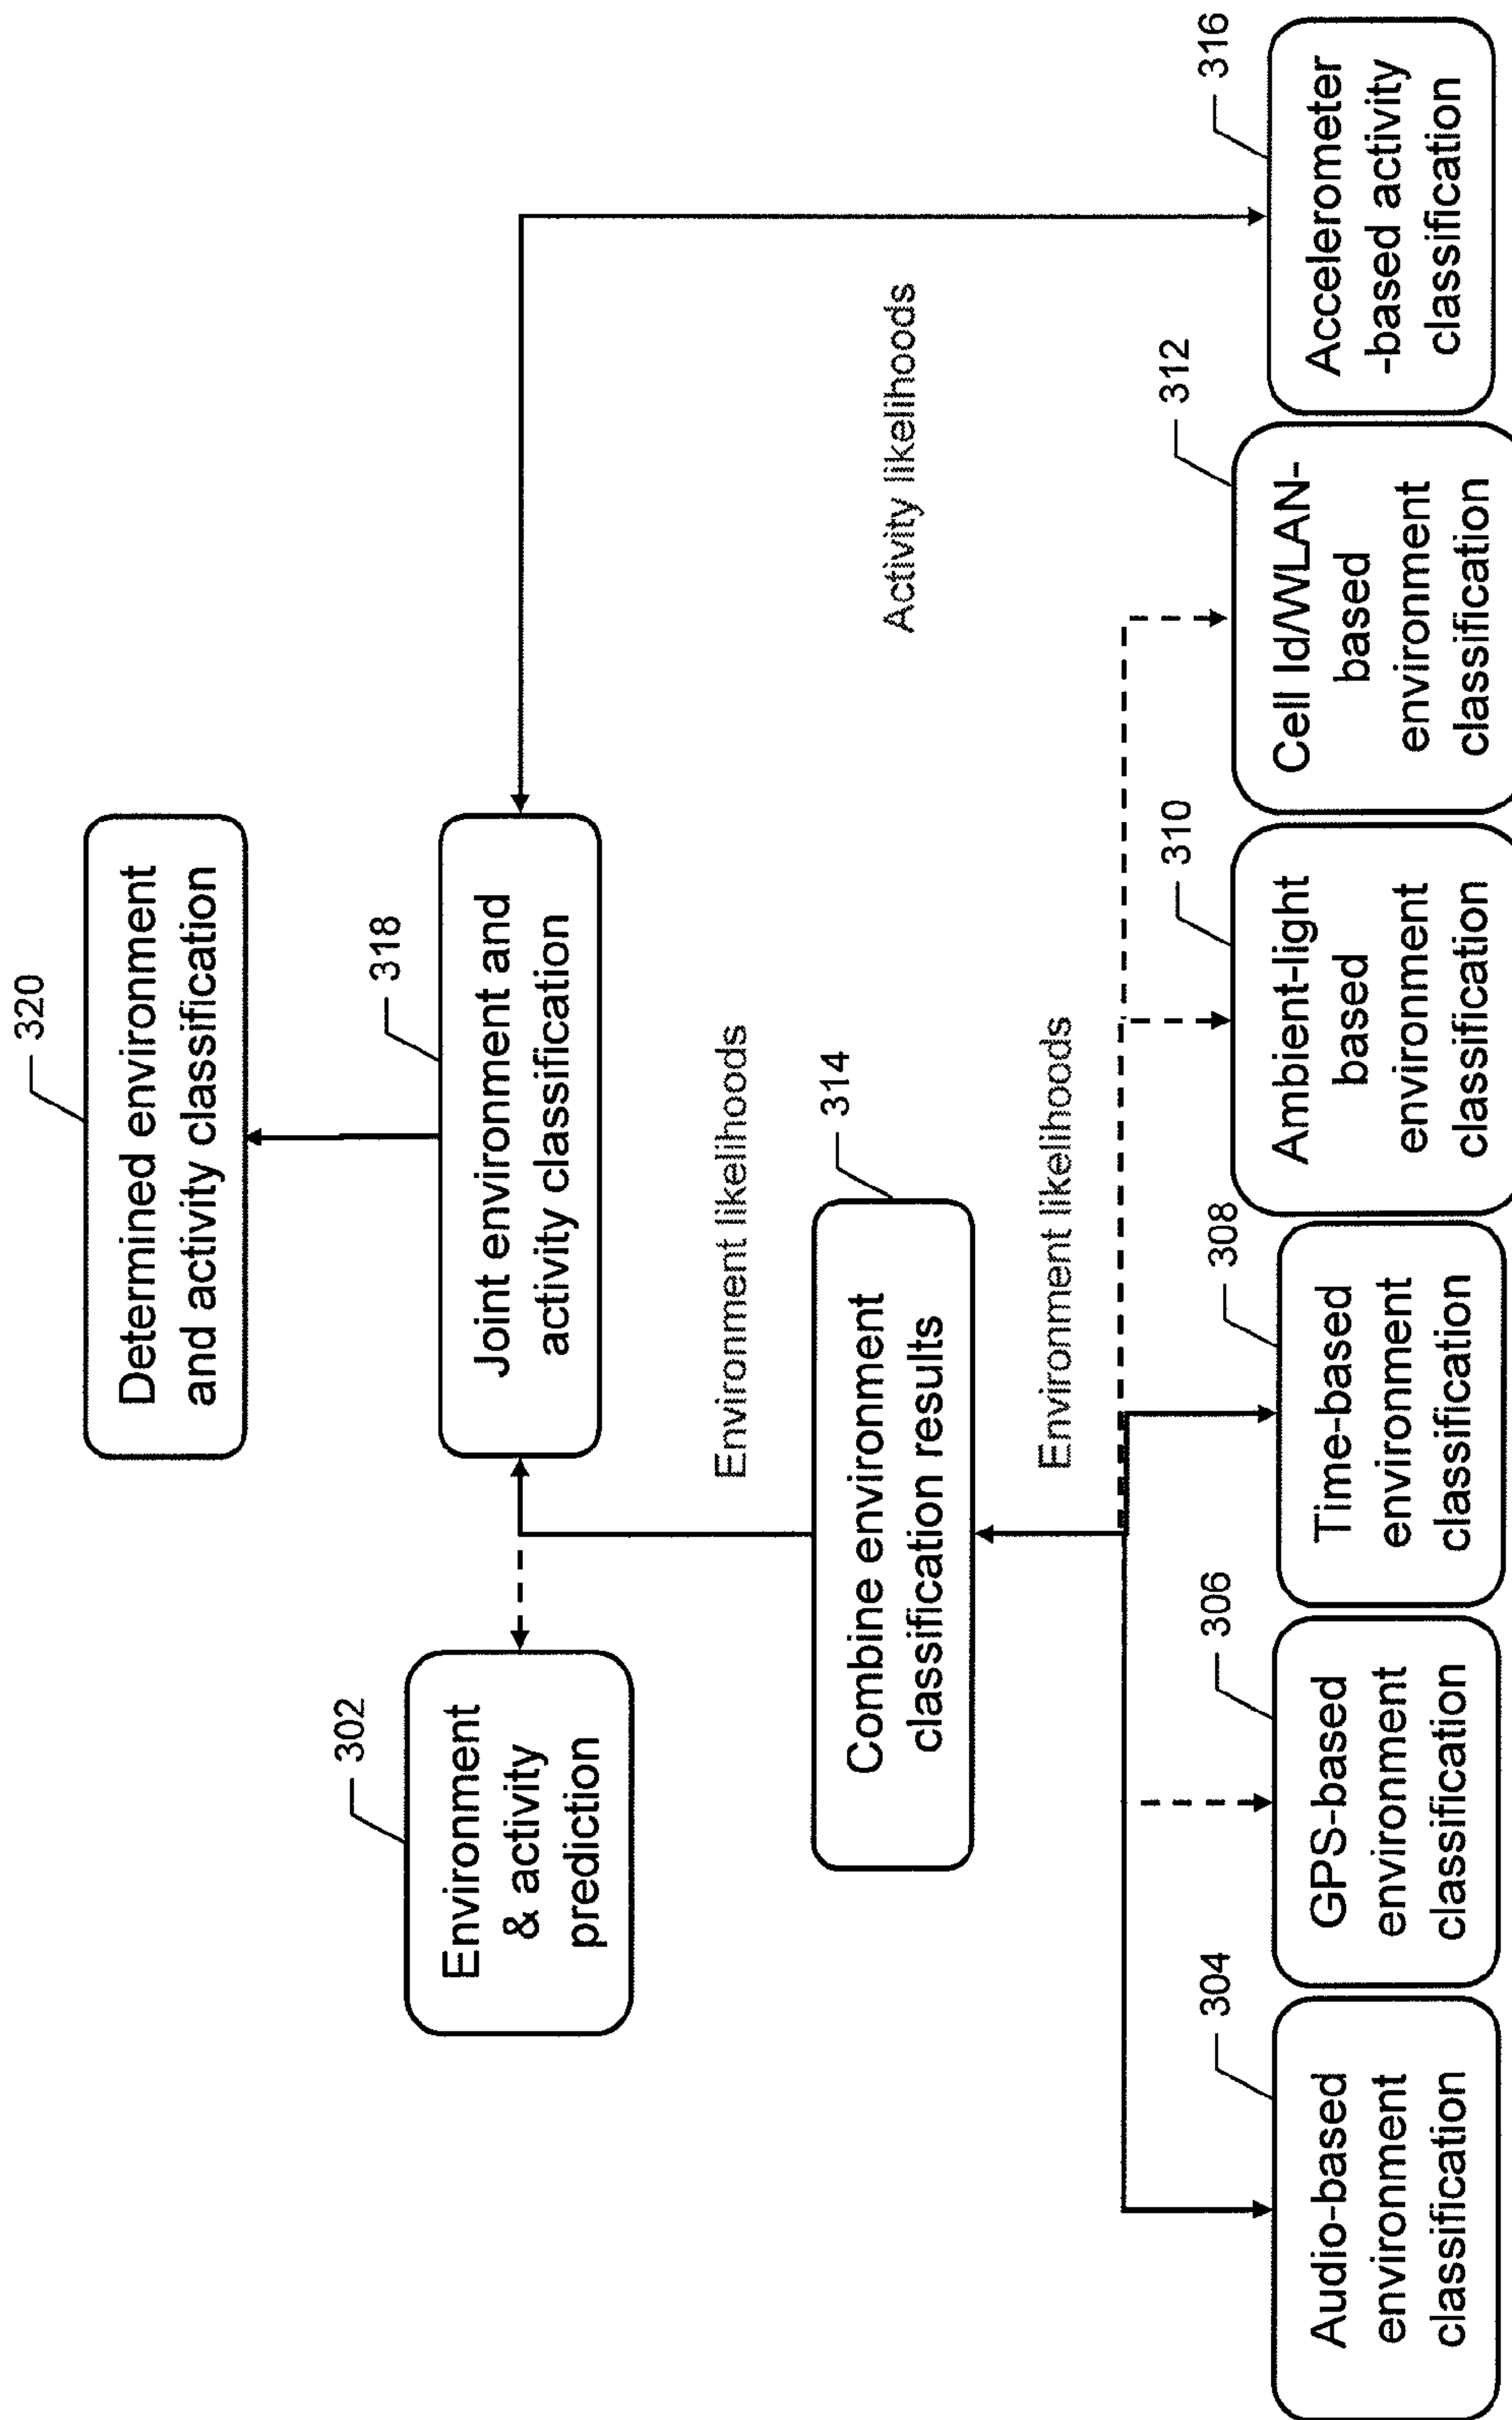 320
Determined environment
and activity classification
318
Joint environment and
activity classification
302
Environment
& activity
prediction
Environment likelihoods
Activity likelihoods
314
Combine environment
classification results
Environment likelihoods
304
Audio-based
environment
classification
306
GPS-based
environment
classification
308
Time-based
environment
classification
310
Ambient-light
based
environment
classification
312
Cell Id/WLAN-
based
environment
classification
316
Accelerometer
-based activity
classification